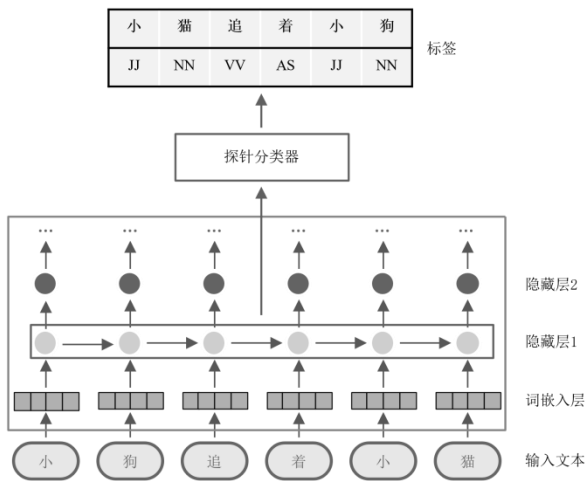 小 猫 追 着 小 狗
JJ NN VV AS JJ NN
标签
探针分类器
... ... ... ... ... ...
隐藏层2
隐藏层1
词嵌入层
小 狗 追 着 小 猫
输入文本